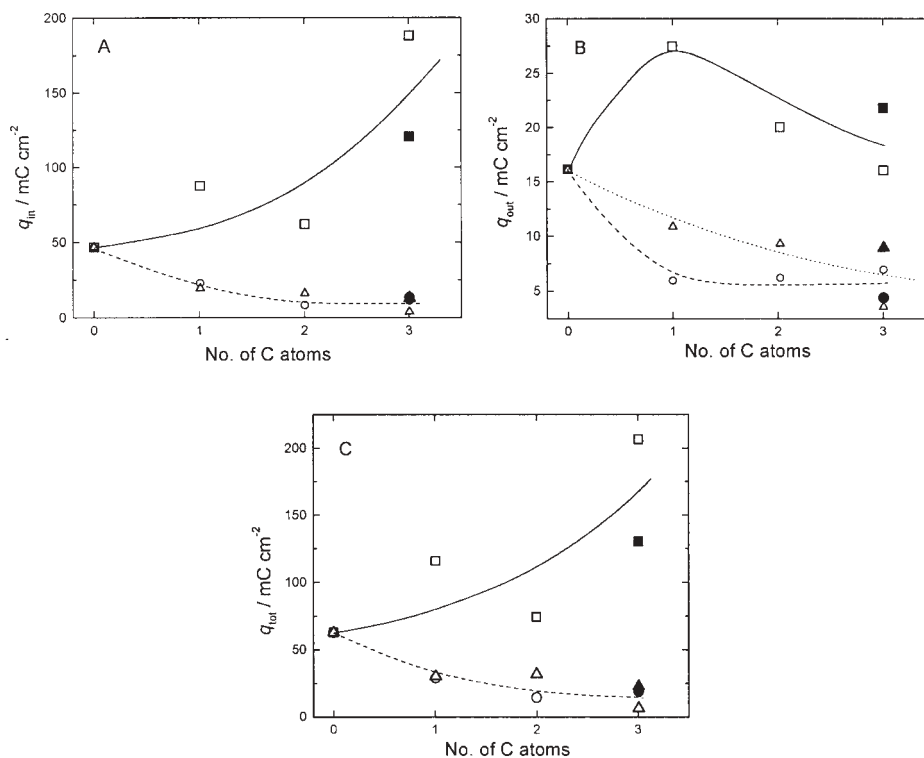 A
200
150
100
50
0
q_in / mC cm⁻²
0 1 2 3
No. of C atoms
B
30
25
20
15
10
5
q_out / mC cm⁻²
0 1 2 3
No. of C atoms
C
200
150
100
50
0
q_tot / mC cm⁻²
0 1 2 3
No. of C atoms